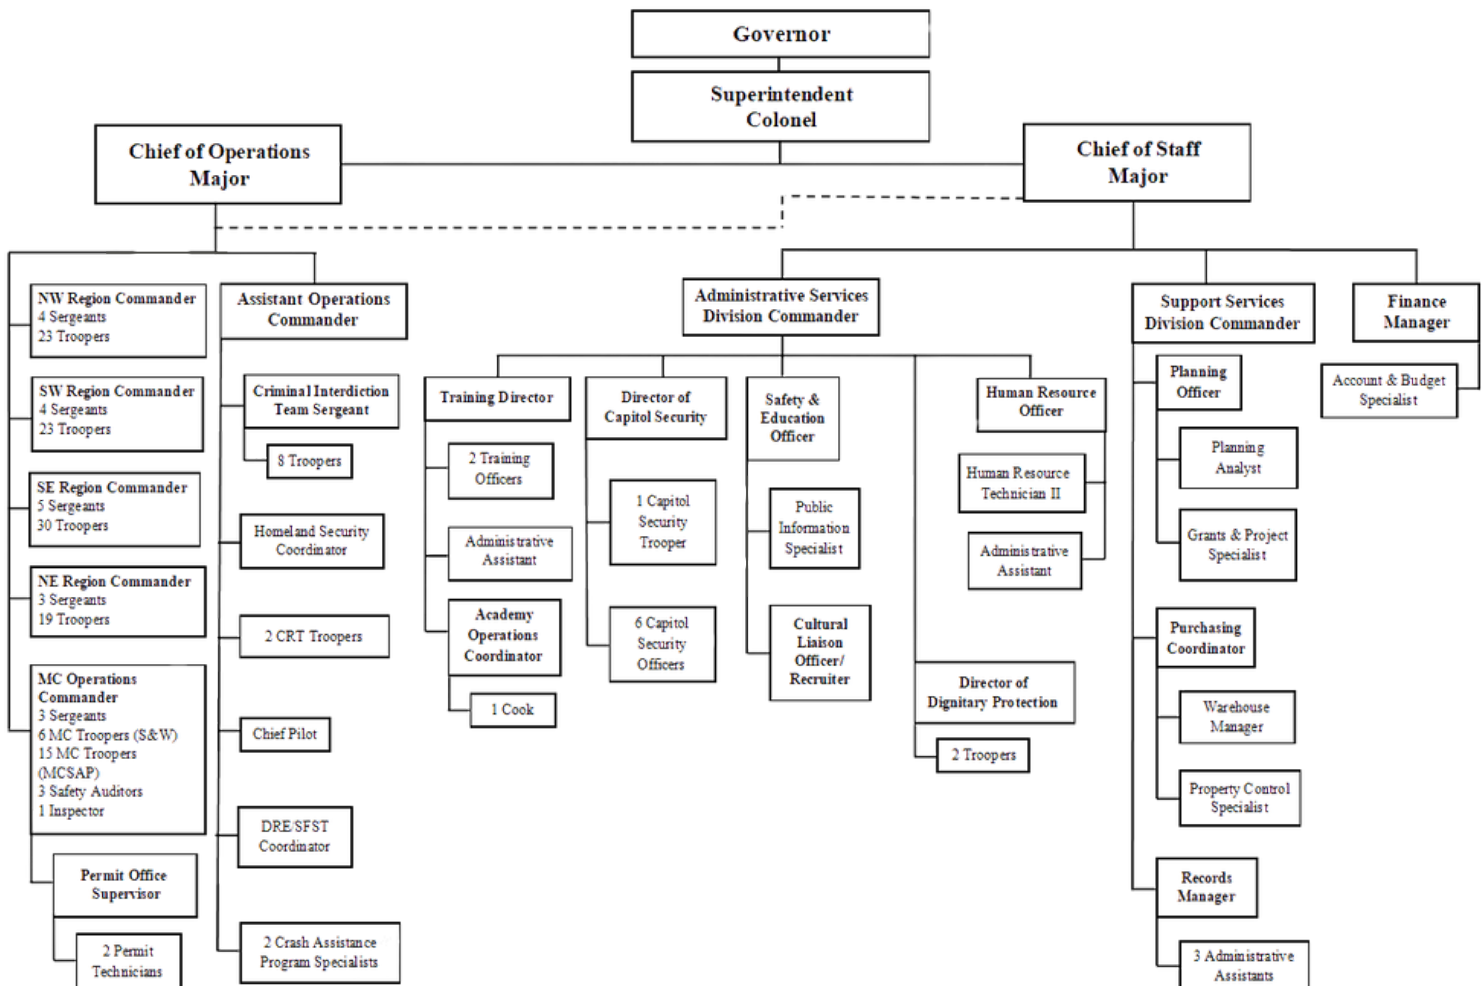 Governor
Superintendent
Colonel
Chief of Operations
Major
Chief of Staff
Major
NW Region Commander
4 Sergeants
23 Troopers
SW Region Commander
4 Sergeants
23 Troopers
SE Region Commander
5 Sergeants
30 Troopers
NE Region Commander
3 Sergeants
19 Troopers
MC Operations
Commander
3 Sergeants
6 MC Troopers (S&W)
15 MC Troopers
(MCSAP)
3 Safety Auditors
1 Inspector
Permit Office
Supervisor
2 Permit
Technicians
Assistant Operations
Commander
Criminal Interdiction
Team Sergeant
8 Troopers
Homeland Security
Coordinator
2 CRT Troopers
Chief Pilot
DRE/SFST
Coordinator
2 Crash Assistance
Program Specialists
Administrative Services
Division Commander
Training Director
2 Training
Officers
Administrative
Assistant
Academy
Operations
Coordinator
1 Cook
Director of
Capitol Security
1 Capitol
Security
Trooper
6 Capitol
Security
Officers
Safety &
Education
Officer
Public
Information
Specialist
Cultural
Liaison
Officer/
Recruiter
Director of
Dignitary Protection
2 Troopers
Human Resource
Officer
Human Resource
Technician II
Administrative
Assistant
Support Services
Division Commander
Planning
Officer
Planning
Analyst
Grants & Project
Specialist
Purchasing
Coordinator
Warehouse
Manager
Property Control
Specialist
Records
Manager
3 Administrative
Assistants
Finance
Manager
Account & Budget
Specialist